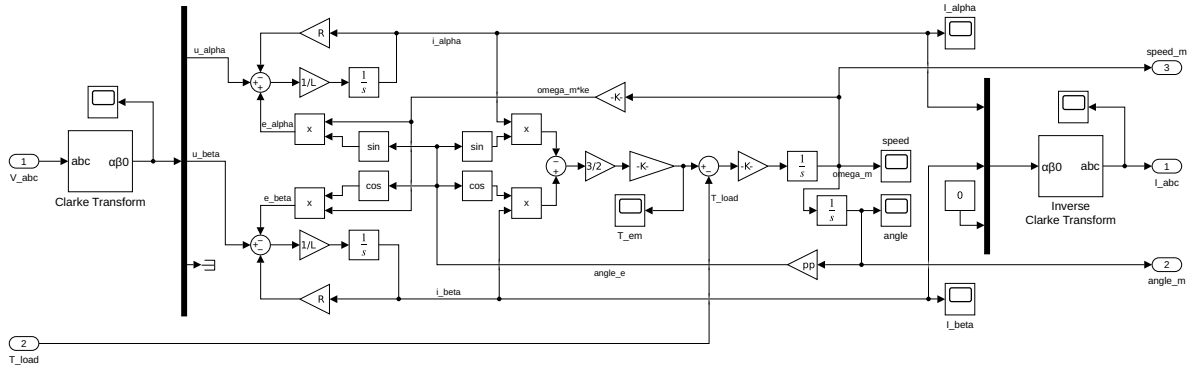 I_alpha
R
i_alpha
speed_m
3
u_alpha
1/L
1
s
omega_m*ke
-K-
e_alpha
x
sin
sin
x
u_beta
1
V_abc
abc
αβ0
Clarke Transform
3/2
-K-
-K-
1
s
speed
omega_m
αβ0
abc
1
I_abc
Inverse
Clarke Transform
cos
cos
e_beta
x
x
T_load
T_em
1
s
angle
0
1/L
1
s
angle_e
pp
2
angle_m
R
i_beta
I_beta
2
T_load